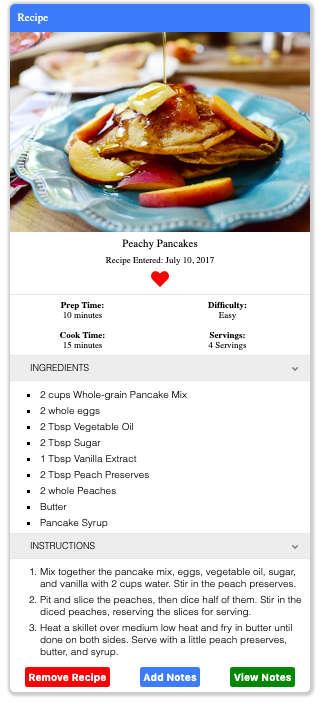 Recipe
Peachy Pancakes
Recipe Entered: July 10, 2017
Prep Time:
10 minutes
Difficulty:
Easy
Cook Time:
15 minutes
Servings:
4 Servings
INGREDIENTS
2 cups Whole-grain Pancake Mix
2 whole eggs
2 Tbsp Vegetable Oil
2 Tbsp Sugar
1 Tbsp Vanilla Extract
2 Tbsp Peach Preserves
2 whole Peaches
Butter
Pancake Syrup
INSTRUCTIONS
1. Mix together the pancake mix, eggs, vegetable oil, sugar,
and vanilla with 2 cups water. Stir in the peach preserves.
2. Pit and slice the peaches, then dice half of them. Stir in the
diced peaches, reserving the slices for serving.
3. Heat a skillet over medium low heat and fry in butter until
done on both sides. Serve with a little peach preserves,
butter, and syrup.
Remove Recipe
Add Notes
View Notes